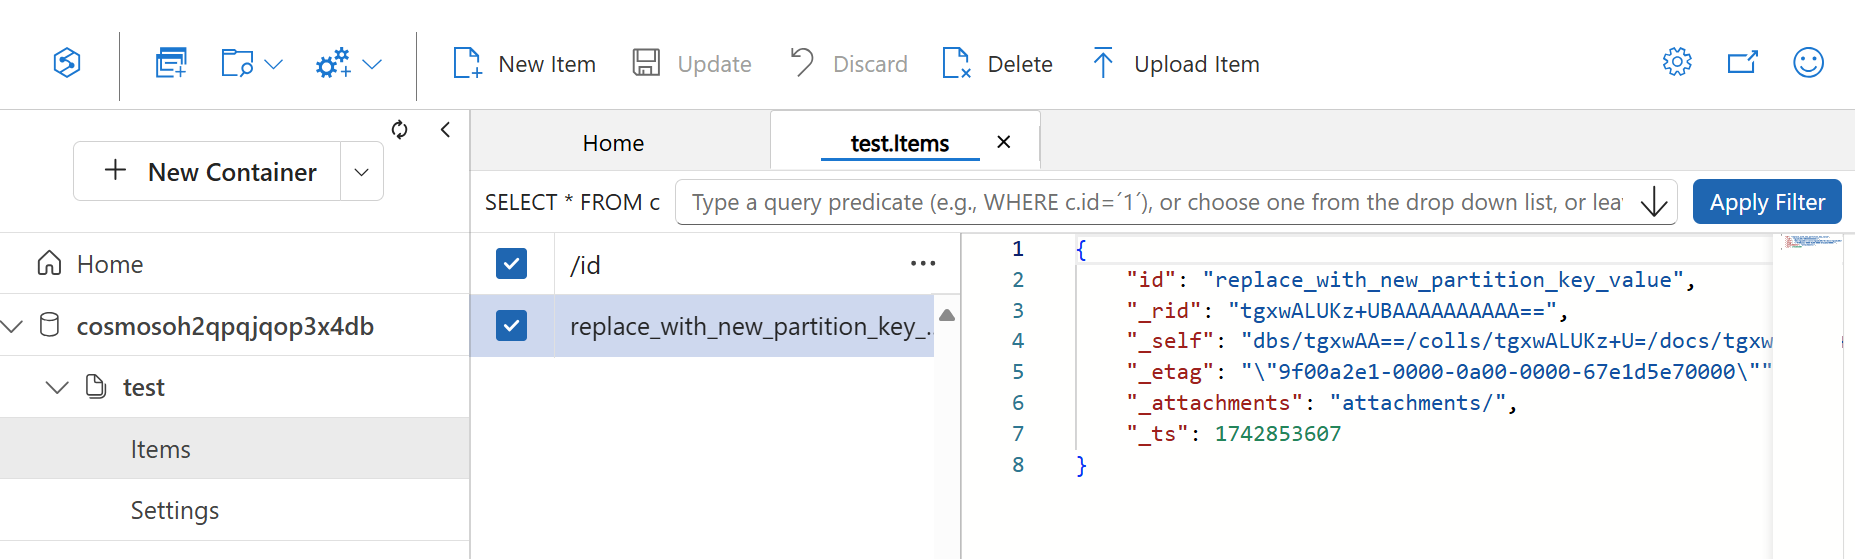 New Item Update Discard Delete Upload Item
New Container
Home
cosmosoh2qpqjqop3x4db
test
Items
Settings
Home test.Items
SELECT * FROM c Type a query predicate (e.g., WHERE c.id=´1´), or choose one from the drop down list, or lea Apply Filter
/id
replace_with_new_partition_key_...
1 {
2 "id": "replace_with_new_partition_key_value",
3 "_rid": "tgxwALUKz+UBAAAAAAAAAA==",
4 "_self": "dbs/tgxwAA==/colls/tgxwALUKz+U=/docs/tgxw
5 "_etag": "\"9f00a2e1-0000-0a00-0000-67e1d5e70000\""
6 "_attachments": "attachments/",
7 "_ts": 1742853607
8 }